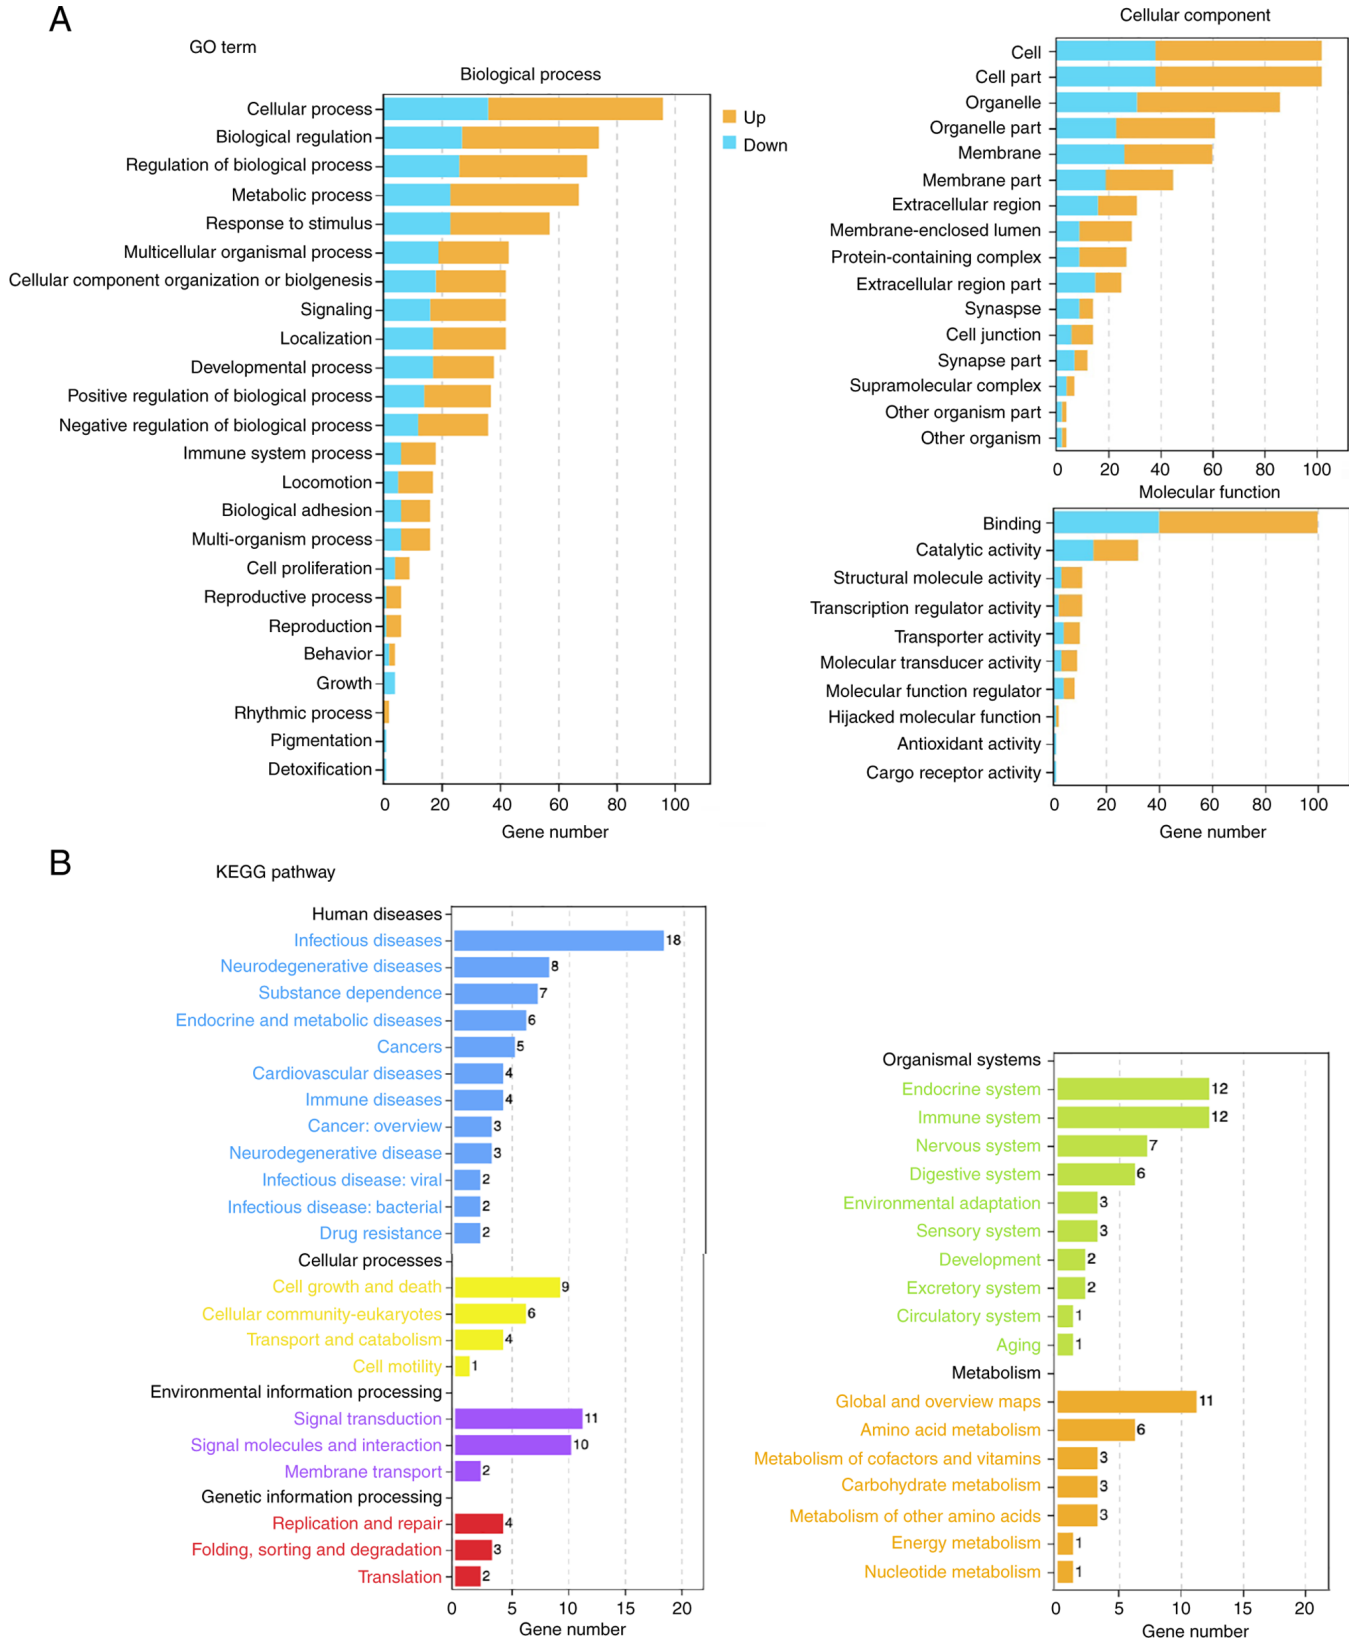 A
GO term
Biological process
Cellular process
Biological regulation
Regulation of biological process
Metabolic process
Response to stimulus
Multicellular organismal process
Cellular component organization or biolgenesis
Signaling
Localization
Developmental process
Positive regulation of biological process
Negative regulation of biological process
Immune system process
Locomotion
Biological adhesion
Multi-organism process
Cell proliferation
Reproductive process
Reproduction
Behavior
Growth
Rhythmic process
Pigmentation
Detoxification
0 20 40 60 80 100
Gene number
Up
Down
Cellular component
Cell
Cell part
Organelle
Organelle part
Membrane
Membrane part
Extracellular region
Membrane-enclosed lumen
Protein-containing complex
Extracellular region part
Synaspse
Cell junction
Synapse part
Supramolecular complex
Other organism part
Other organism
0 20 40 60 80 100
Molecular function
Binding
Catalytic activity
Structural molecule activity
Transcription regulator activity
Transporter activity
Molecular transducer activity
Molecular function regulator
Hijacked molecular function
Antioxidant activity
Cargo receptor activity
0 20 40 60 80 100
Gene number
B
KEGG pathway
Human diseases
Infectious diseases 18
Neurodegenerative diseases 8
Substance dependence 7
Endocrine and metabolic diseases 6
Cancers 5
Cardiovascular diseases 4
Immune diseases 4
Cancer: overview 3
Neurodegenerative disease 3
Infectious disease: viral 2
Infectious disease: bacterial 2
Drug resistance 2
Cellular processes
Cell growth and death 9
Cellular community-eukaryotes 6
Transport and catabolism 4
Cell motility 1
Environmental information processing
Signal transduction 11
Signal molecules and interaction 10
Membrane transport 2
Genetic information processing
Replication and repair 4
Folding, sorting and degradation 3
Translation 2
0 5 10 15 20
Gene number
Organismal systems
Endocrine system 12
Immune system 12
Nervous system 7
Digestive system 6
Environmental adaptation 3
Sensory system 3
Development 2
Excretory system 2
Circulatory system 1
Aging 1
Metabolism
Global and overview maps 11
Amino acid metabolism 6
Metabolism of cofactors and vitamins 3
Carbohydrate metabolism 3
Metabolism of other amino acids 3
Energy metabolism 1
Nucleotide metabolism 1
0 5 10 15 20
Gene number